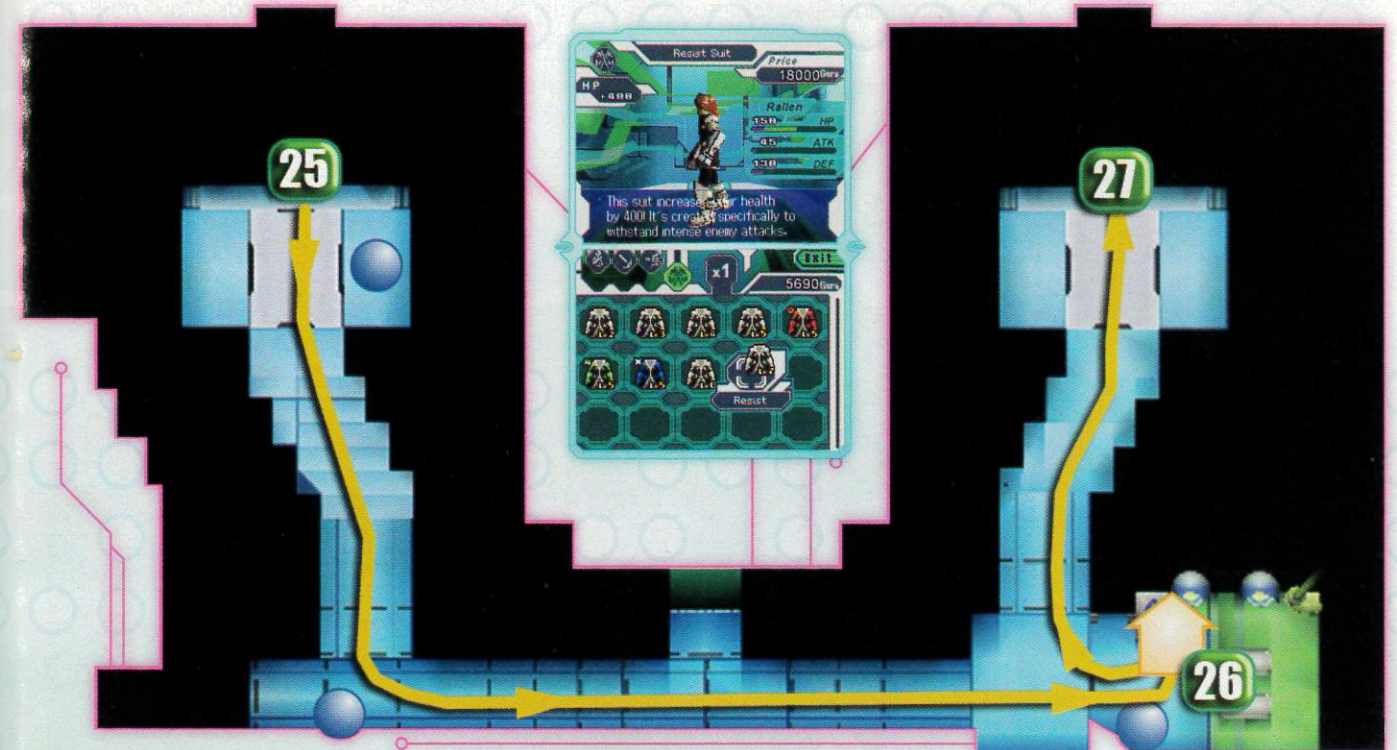 25
27
Resist Suit
Price
18000Gura
HP
+400
Rallen
150 HP
45 ATK
130 DEF
This suit increases your health
by 400! It's created specifically to
withstand intense enemy attacks.
x1
Exit
5690Gura
Resist
26